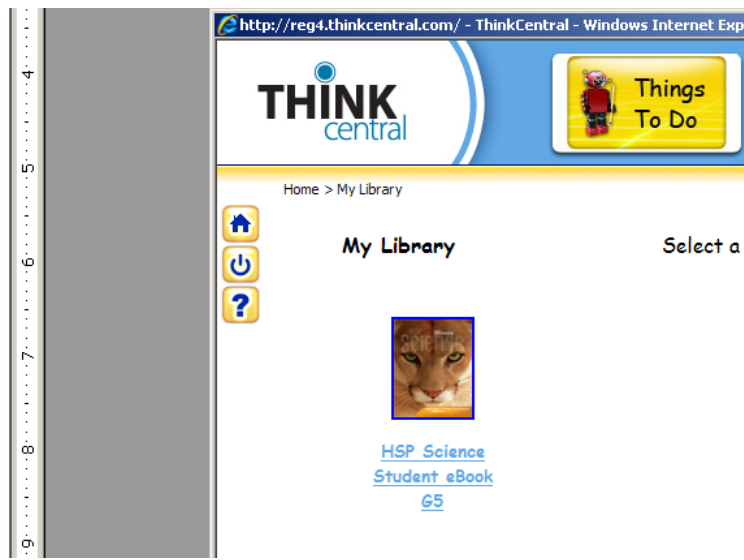 http://reg4.thinkcentral.com/ - ThinkCentral - Windows Internet Exp
THINK
central
Things
To Do
Home > My Library
My Library
Select a
?
science
HSP Science
Student eBook
G5
4
5
6
7
8
9